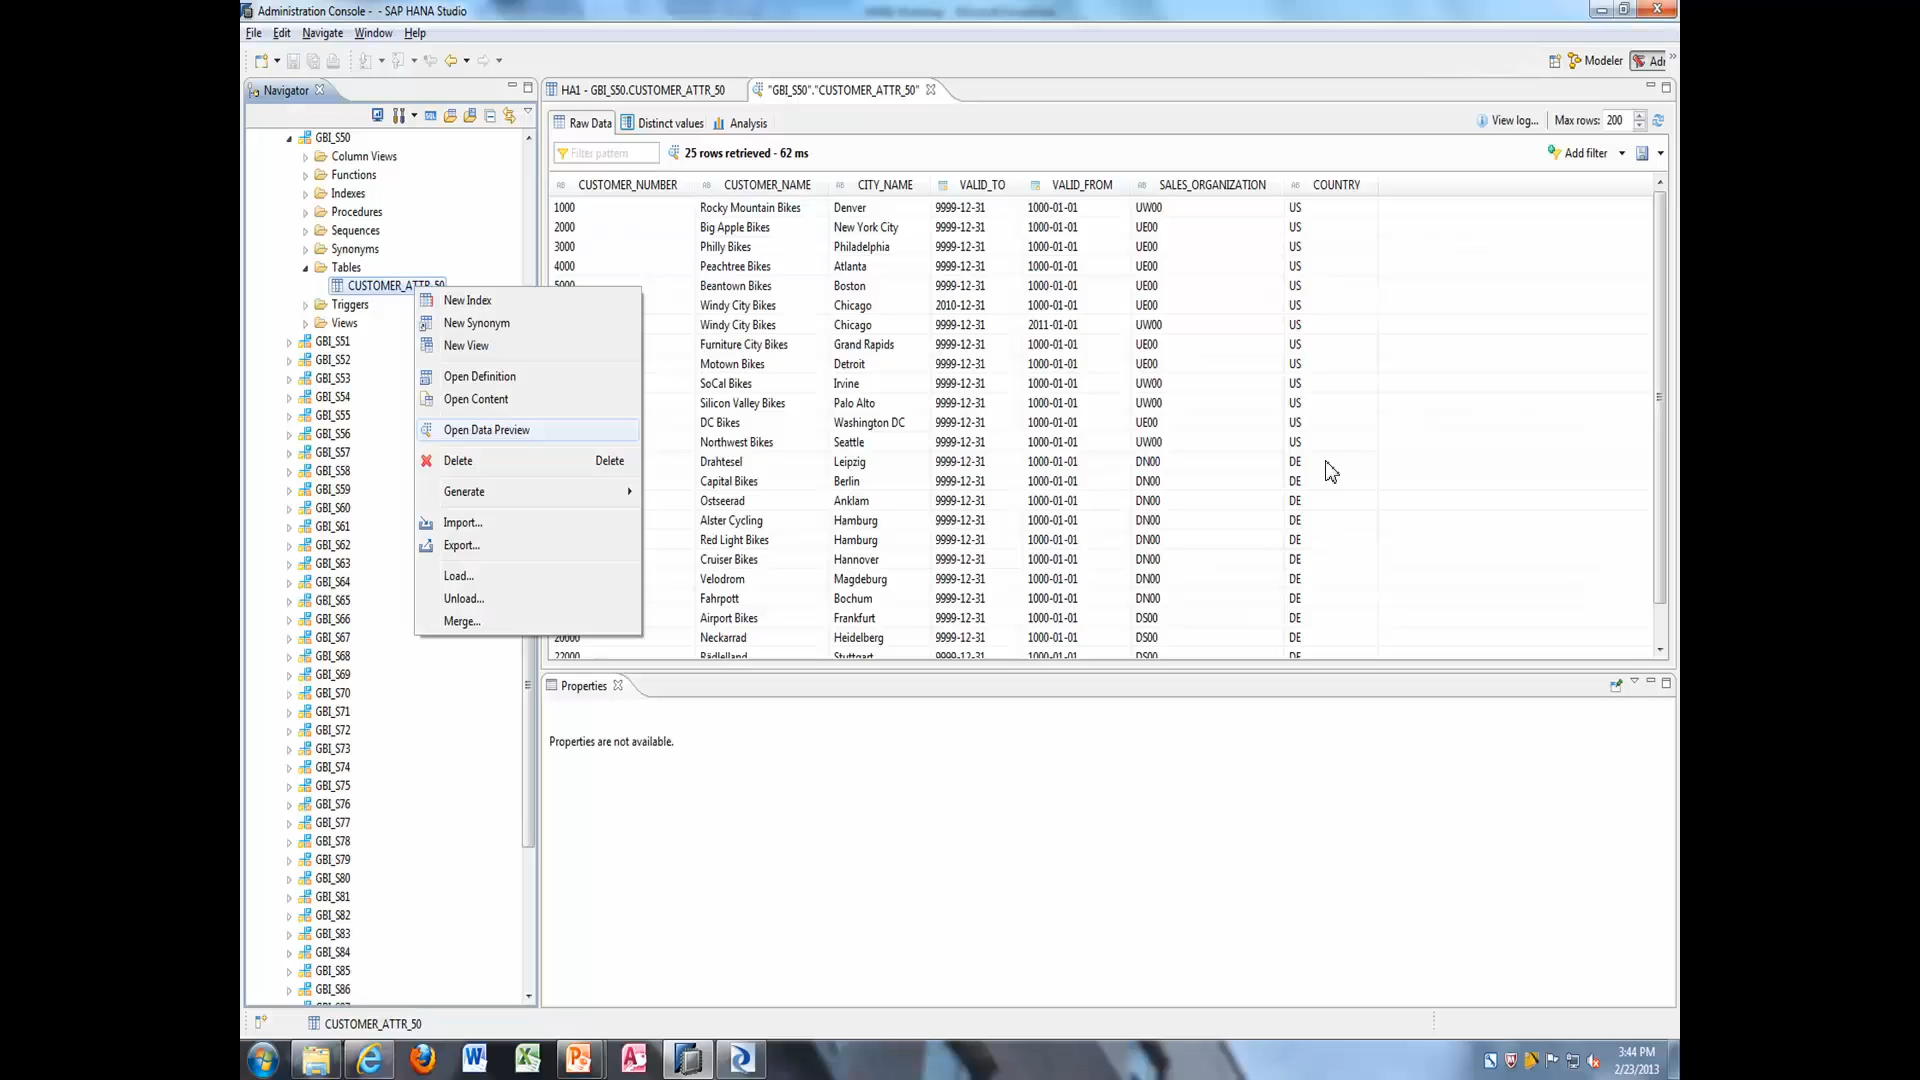 Administration Console - - SAP HANA Studio
File Edit Navigate Window Help
Modeler Adı
Navigator
HA1 - GBI_S50.CUSTOMER_ATTR_50
"GBI_S50"."CUSTOMER_ATTR_50"
Raw Data Distinct values Analysis
View log... Max rows: 200
Filter pattern
25 rows retrieved - 62 ms
Add filter
GBI_S50
Column Views
Functions
Indexes
Procedures
Sequences
Synonyms
Tables
CUSTOMER_ATTR_50
Triggers
Views
GBI_S51
GBI_S52
GBI_S53
GBI_S54
GBI_S55
GBI_S56
GBI_S57
GBI_S58
GBI_S59
GBI_S60
GBI_S61
GBI_S62
GBI_S63
GBI_S64
GBI_S65
GBI_S66
GBI_S67
GBI_S68
GBI_S69
GBI_S70
GBI_S71
GBI_S72
GBI_S73
GBI_S74
GBI_S75
GBI_S76
GBI_S77
GBI_S78
GBI_S79
GBI_S80
GBI_S81
GBI_S82
GBI_S83
GBI_S84
GBI_S85
GBI_S86
New Index
New Synonym
New View
Open Definition
Open Content
Open Data Preview
Delete Delete
Generate
Import...
Export...
Load...
Unload...
Merge...
CUSTOMER_NUMBER CUSTOMER_NAME CITY_NAME VALID_TO VALID_FROM SALES_ORGANIZATION COUNTRY
1000 Rocky Mountain Bikes Denver 9999-12-31 1000-01-01 UW00 US
2000 Big Apple Bikes New York City 9999-12-31 1000-01-01 UE00 US
3000 Philly Bikes Philadelphia 9999-12-31 1000-01-01 UE00 US
4000 Peachtree Bikes Atlanta 9999-12-31 1000-01-01 UE00 US
5000 Beantown Bikes Boston 9999-12-31 1000-01-01 UE00 US
Windy City Bikes Chicago 2010-12-31 1000-01-01 UE00 US
Windy City Bikes Chicago 9999-12-31 2011-01-01 UW00 US
Furniture City Bikes Grand Rapids 9999-12-31 1000-01-01 UE00 US
Motown Bikes Detroit 9999-12-31 1000-01-01 UE00 US
SoCal Bikes Irvine 9999-12-31 1000-01-01 UW00 US
Silicon Valley Bikes Palo Alto 9999-12-31 1000-01-01 UW00 US
DC Bikes Washington DC 9999-12-31 1000-01-01 UE00 US
Northwest Bikes Seattle 9999-12-31 1000-01-01 UW00 US
Drahtesel Leipzig 9999-12-31 1000-01-01 DN00 DE
Capital Bikes Berlin 9999-12-31 1000-01-01 DN00 DE
Ostseerad Anklam 9999-12-31 1000-01-01 DN00 DE
Alster Cycling Hamburg 9999-12-31 1000-01-01 DN00 DE
Red Light Bikes Hamburg 9999-12-31 1000-01-01 DN00 DE
Cruiser Bikes Hannover 9999-12-31 1000-01-01 DN00 DE
Velodrom Magdeburg 9999-12-31 1000-01-01 DN00 DE
Fahrpott Bochum 9999-12-31 1000-01-01 DN00 DE
Airport Bikes Frankfurt 9999-12-31 1000-01-01 DS00 DE
20000 Neckarrad Heidelberg 9999-12-31 1000-01-01 DS00 DE
22000 Rädlelland Stuttgart 9999-12-31 1000-01-01 DS00 DE
Properties
Properties are not available.
CUSTOMER_ATTR_50
3:44 PM
2/23/2013